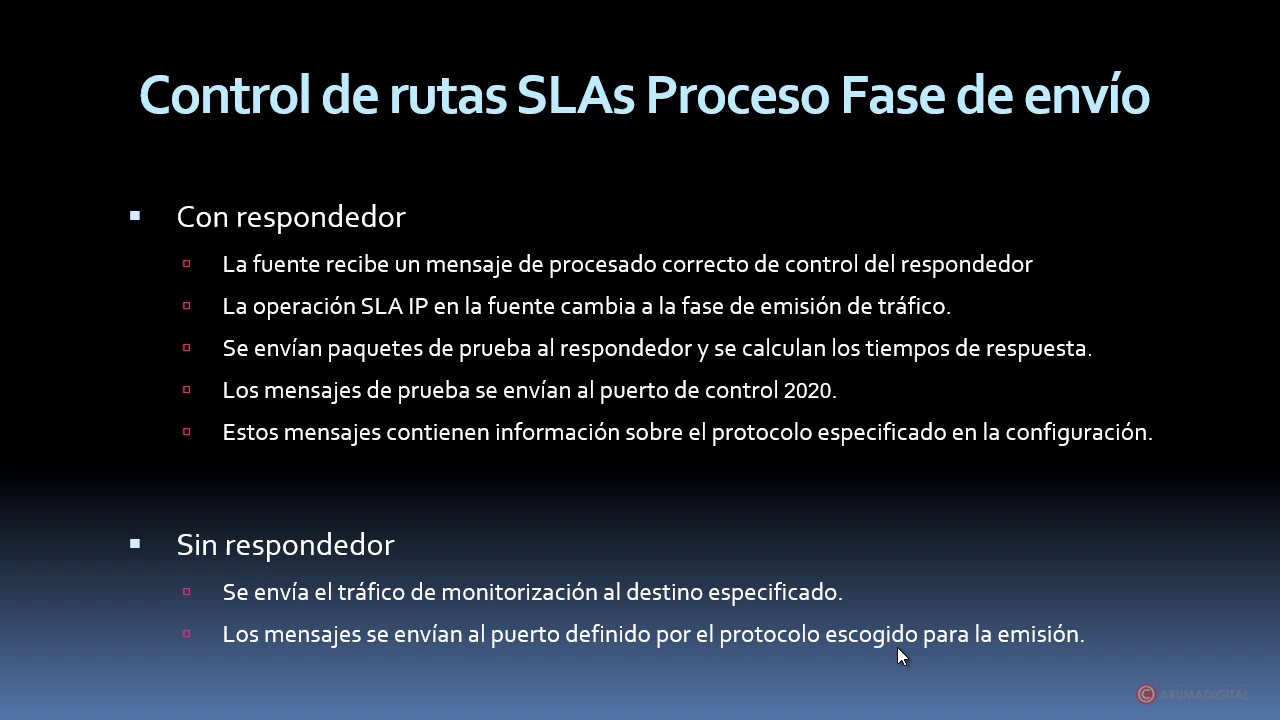 Control de rutas SLAs Proceso Fase de envío
Con respondedor
La fuente recibe un mensaje de procesado correcto de control del respondedor
La operación SLA IP en la fuente cambia a la fase de emisión de tráfico.
Se envían paquetes de prueba al respondedor y se calculan los tiempos de respuesta.
Los mensajes de prueba se envían al puerto de control 2020.
Estos mensajes contienen información sobre el protocolo especificado en la configuración.
Sin respondedor
Se envía el tráfico de monitorización al destino especificado.
Los mensajes se envían al puerto definido por el protocolo escogido para la emisión.
© ARUMADIGITAL